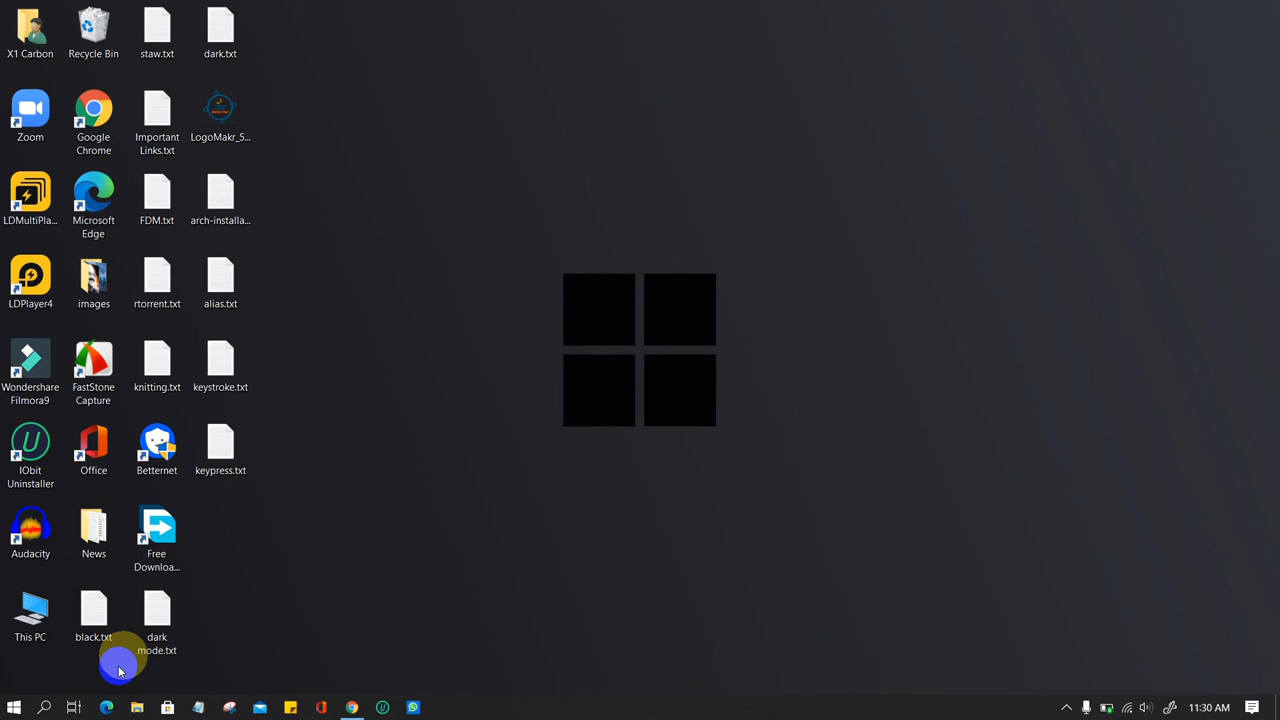 X1 Carbon
Recycle Bin
staw.txt
dark.txt
Zoom
Google
Chrome
Important
Links.txt
LogoMakr_5...
LDMultiPla...
Microsoft
Edge
FDM.txt
arch-installa...
LDPlayer4
images
rtorrent.txt
alias.txt
Wondershare
Filmora9
FastStone
Capture
knitting.txt
keystroke.txt
IObit
Uninstaller
Office
Betternet
keypress.txt
Audacity
News
Free
Downloa...
This PC
black.txt
dark
mode.txt
11:30 AM